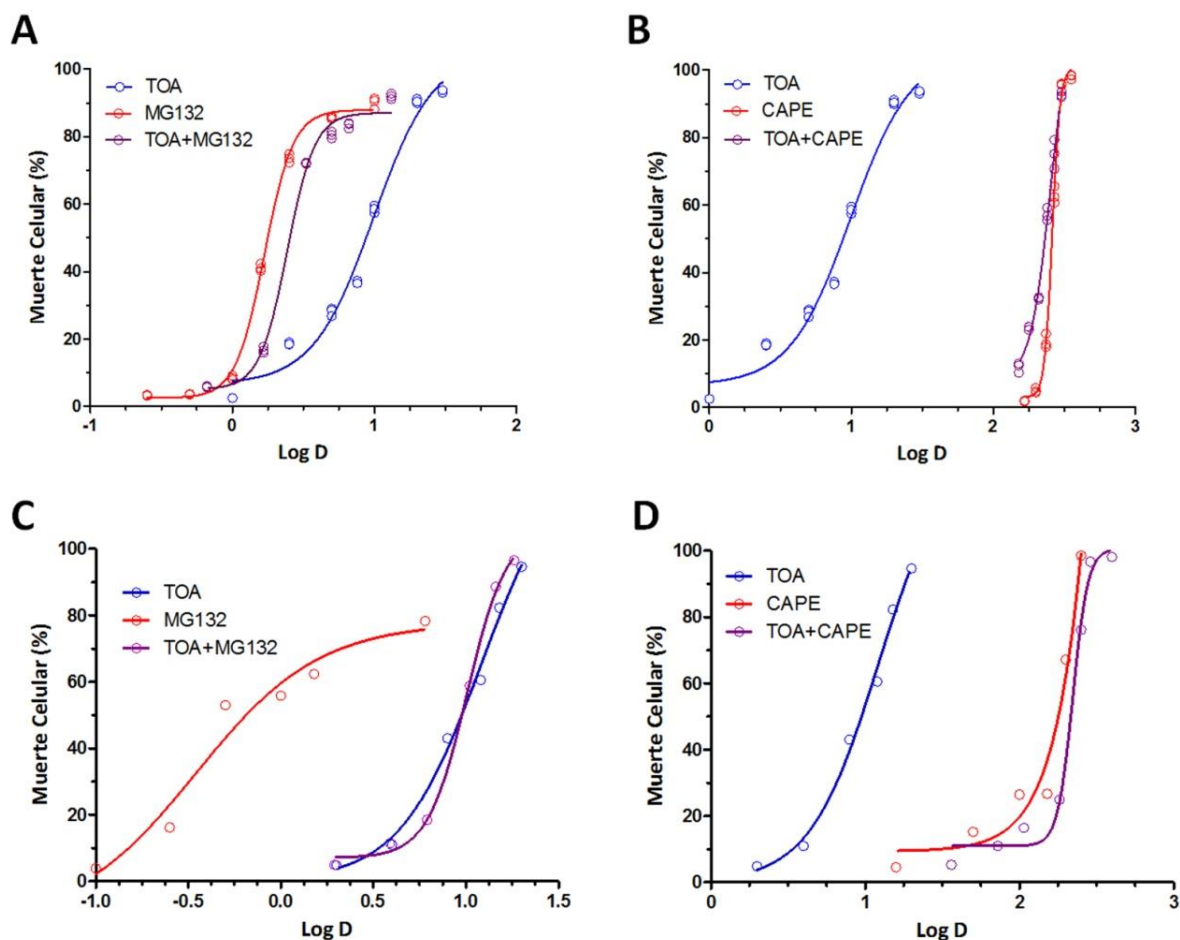 A
Muerte Celular (%)
100
80
60
40
20
0
TOA
MG132
TOA+MG132
-1
0
1
2
Log D
B
Muerte Celular (%)
100
80
60
40
20
0
TOA
CAPE
TOA+CAPE
0
1
2
3
Log D
C
Muerte Celular (%)
100
80
60
40
20
0
TOA
MG132
TOA+MG132
-1.0
-0.5
0.0
0.5
1.0
1.5
Log D
D
Muerte Celular (%)
100
80
60
40
20
0
TOA
CAPE
TOA+CAPE
0
1
2
3
Log D